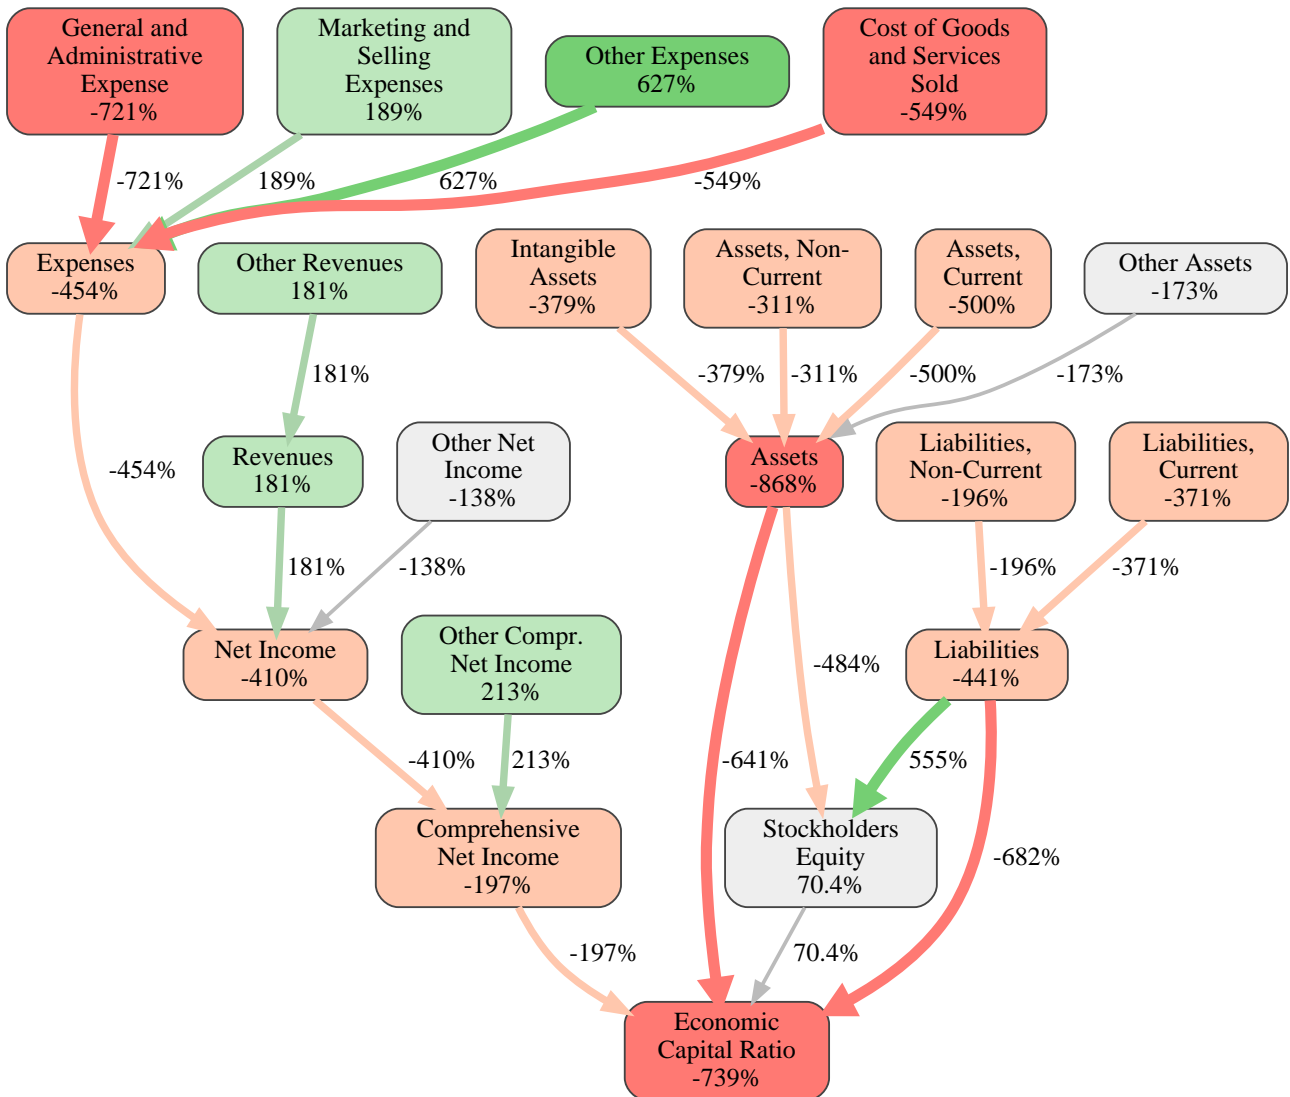 General and
Administrative
Expense
-721%
Marketing and
Selling
Expenses
189%
Other Expenses
627%
Cost of Goods
and Services
Sold
-549%
-721%
189%
627%
-549%
Expenses
-454%
Other Revenues
181%
Intangible
Assets
-379%
Assets, Non-
Current
-311%
Assets,
Current
-500%
Other Assets
-173%
181%
-379%
-311%
-500%
-173%
-454%
Revenues
181%
Other Net
Income
-138%
Assets
-868%
Liabilities,
Non-Current
-196%
Liabilities,
Current
-371%
181%
-138%
-196%
-371%
Net Income
-410%
Other Compr.
Net Income
213%
-484%
Liabilities
-441%
-410%
213%
-641%
555%
Comprehensive
Net Income
-197%
Stockholders
Equity
70.4%
-682%
-197%
70.4%
Economic
Capital Ratio
-739%